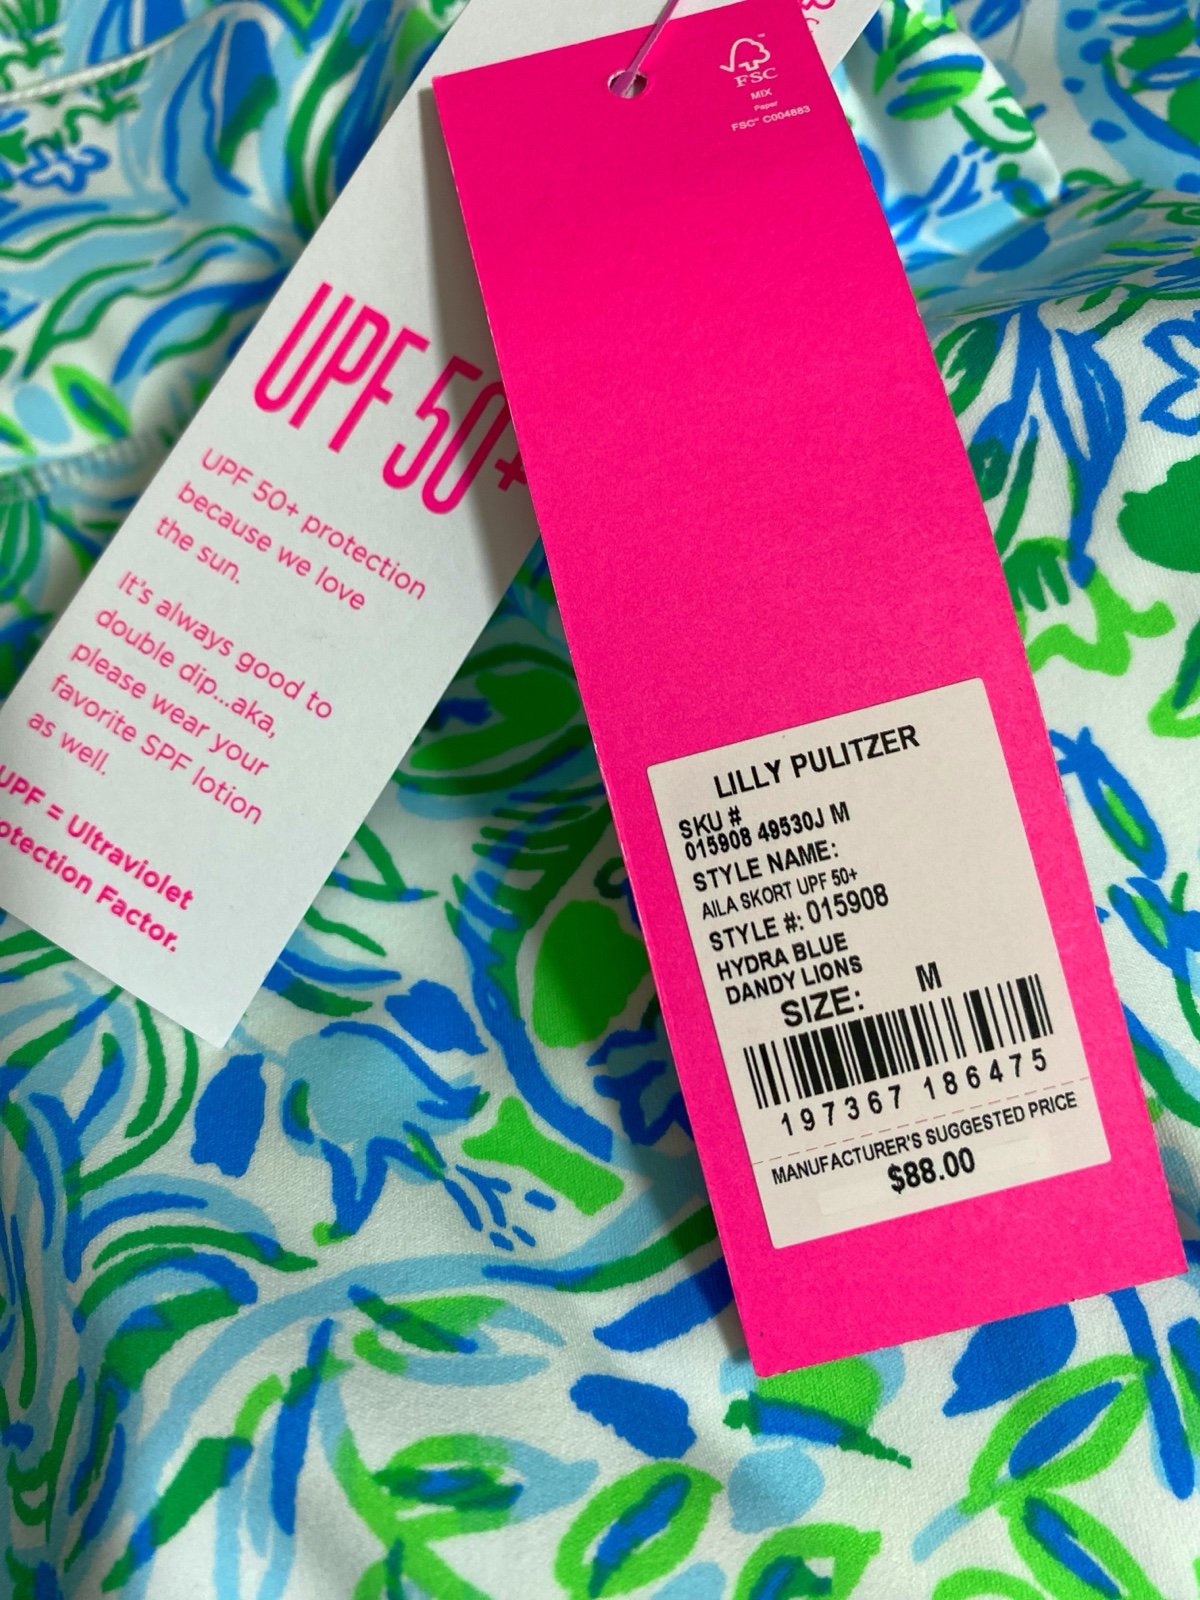 FSC™
MIX
Paper
FSC® C004883
UPF 50+
UPF 50+ protection
because we love
the sun.
It's always good to
double dip...aka,
please wear your
favorite SPF lotion
as well.
UPF = Ultraviolet
otection Factor.
LILLY PULITZER
SKU #
015908 49530J M
STYLE NAME:
AILA SKORT UPF 50+
STYLE #: 015908
HYDRA BLUE
DANDY LIONS
SIZE: M
197367 186475
MANUFACTURER'S SUGGESTED PRICE
$88.00